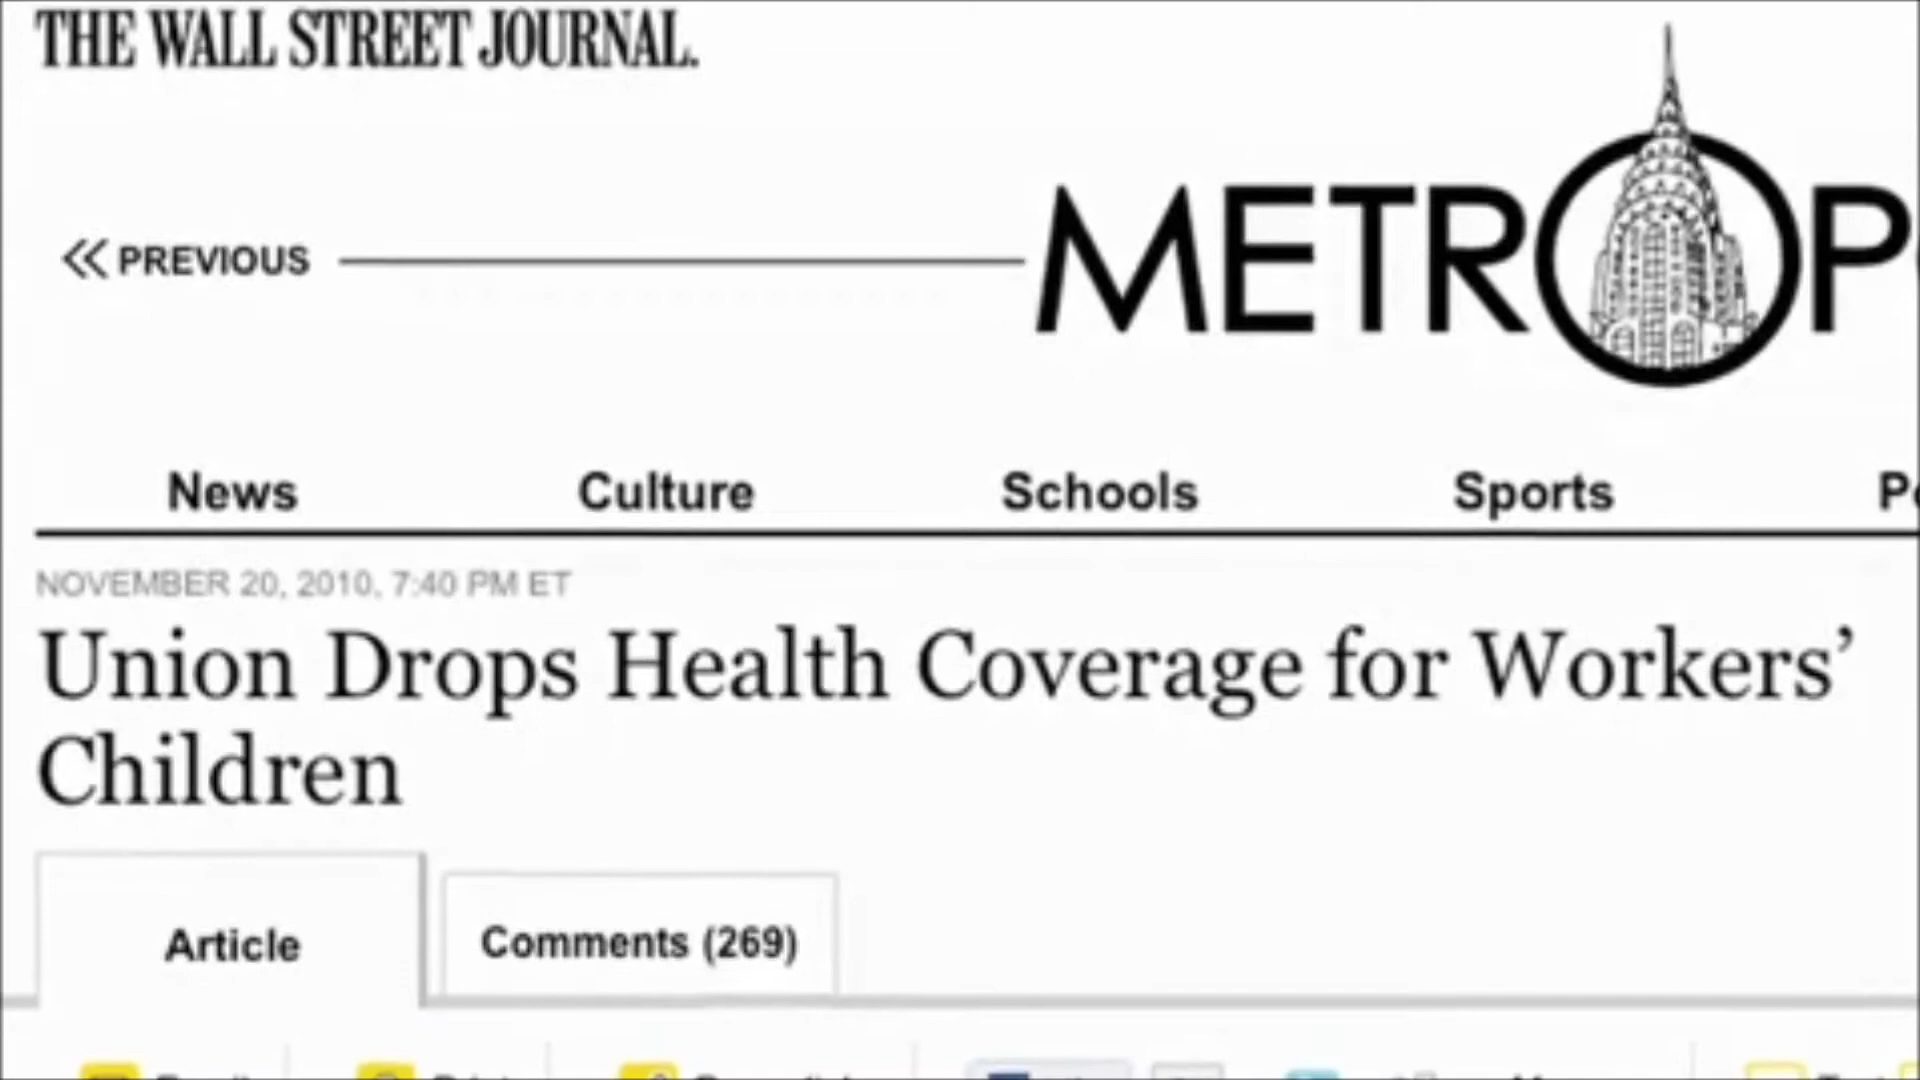 THE WALL STREET JOURNAL.
METROP
« PREVIOUS
News Culture Schools Sports
NOVEMBER 20, 2010, 7:40 PM ET
Union Drops Health Coverage for Workers’
Children
Article Comments (269)